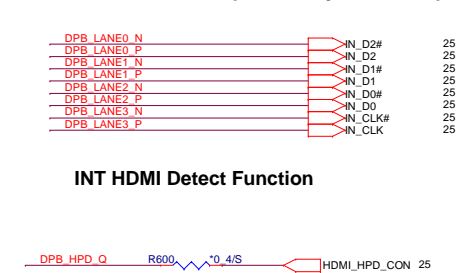 DPB_LANE0_N IN_D2# 25
DPB_LANE0_P IN_D2 25
DPB_LANE1_N IN_D1# 25
DPB_LANE1_P IN_D1 25
DPB_LANE2_N IN_D0# 25
DPB_LANE2_P IN_D0 25
DPB_LANE3_N IN_CLK# 25
DPB_LANE3_P IN_CLK 25
INT HDMI Detect Function
DPB_HPD_Q R600 *0_4/S HDMI_HPD_CON 25